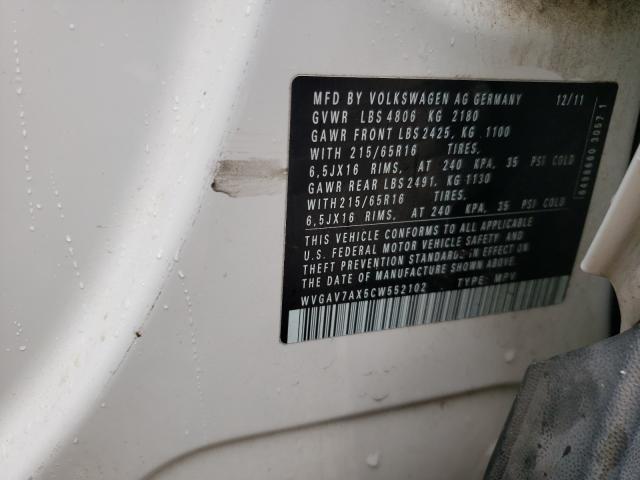 MFD BY VOLKSWAGEN AG GERMANY 12/11
GVWR LBS 4806 KG 2180
GAWR FRONT LBS 2425, KG 1100
WITH 215/65R16 TIRES,
6,5JX16 RIMS, AT 240 KPA, 35 PSI COLD
GAWR REAR LBS 2491, KG 1130
WITH215/65R16 TIRES,
6,5JX16 RIMS, AT 240 KPA, 35 PSI COLD
THIS VEHICLE CONFORMS TO ALL APPLICABLE
U.S. FEDERAL MOTOR VEHICLE SAFETY AND
THEFT PREVENTION STANDARDS IN EFFECT ON
THE DATE OF MANUFACTURE SHOWN ABOVE.
WVGAV7AX5CW552102 TYPE: MPV